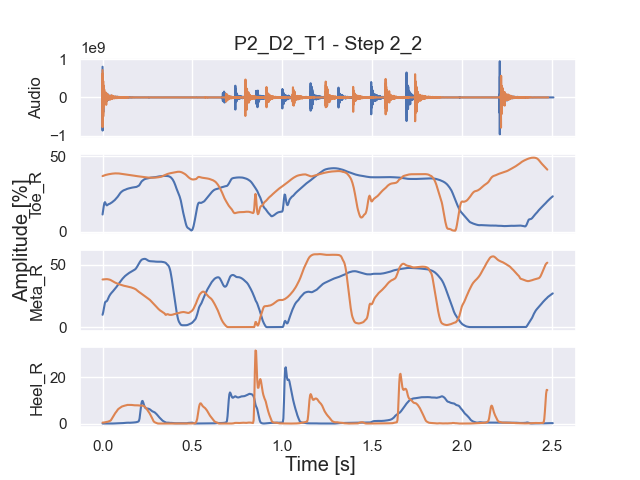 P2_D2_T1 - Step 2_2
1e9
1
0
−1
Audio
50
0
Toe_R
Amplitude [%]
50
0
Meta_R
20
0
Heel_R
0.0 0.5 1.0 1.5 2.0 2.5
Time [s]